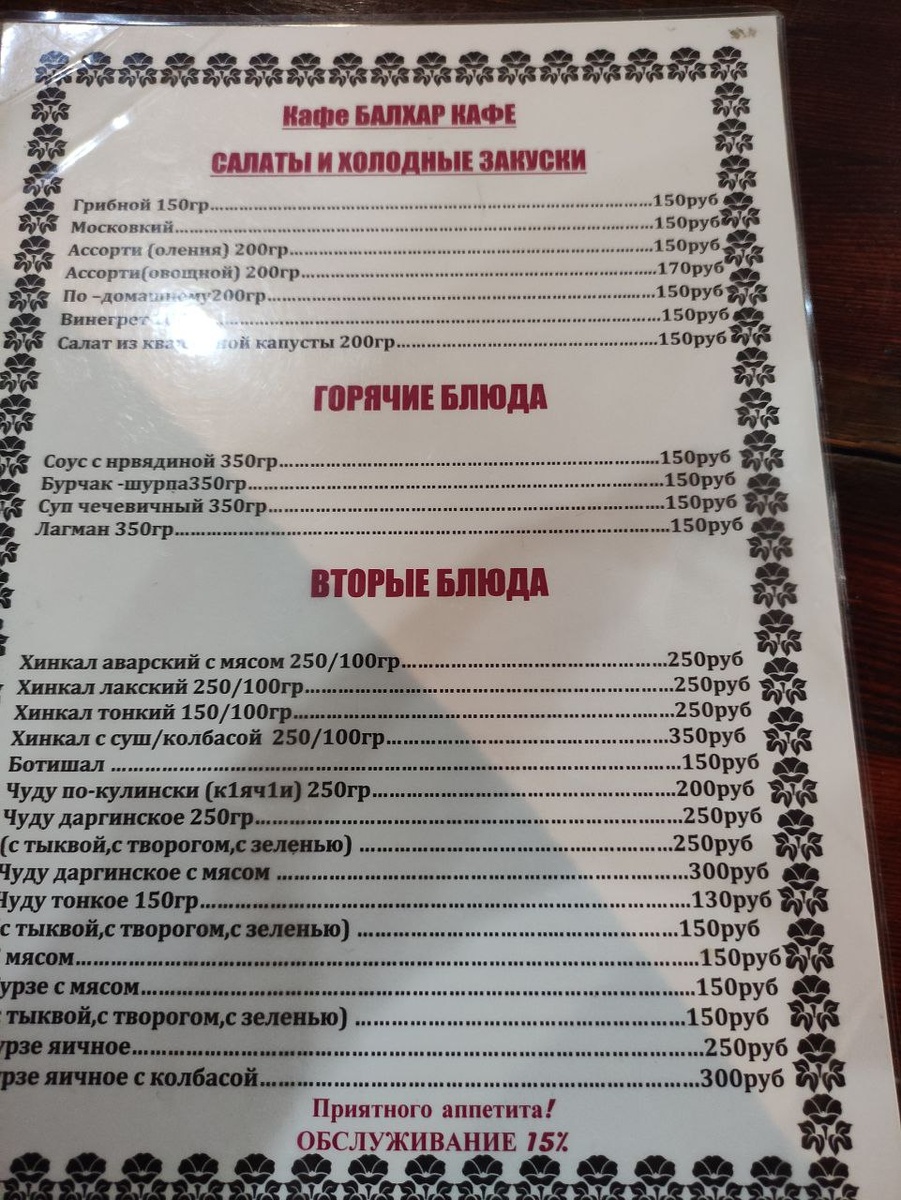 Кафе БАЛХАР КАФЕ
САЛАТЫ И ХОЛОДНЫЕ ЗАКУСКИ
Грибной 150гр..........150руб
Московкий..........150руб
Ассорти (оления) 200гр..........150руб
Ассорти(овощной) 200гр..........170руб
По –домашнему200гр..........150руб
Винегрет..........150руб
Салат из капусты 200гр..........150руб
ГОРЯЧИЕ БЛЮДА
Соус с нрвядиной 350гр..........150руб
Бурчак -шурпа350гр..........150руб
Суп чечевичный 350гр..........150руб
Лагман 350гр..........150руб
ВТОРЫЕ БЛЮДА
Хинкал аварский с мясом 250/100гр..........250руб
Хинкал лакский 250/100гр..........250руб
Хинкал тонкий 150/100гр..........250руб
Хинкал с суш/колбасой 250/100гр..........350руб
Ботишал ..........150руб
Чуду по-кулински (к1яч1и) 250гр..........200руб
Чуду даргинское 250гр..........250руб
(с тыквой,с творогом,с зеленью) ..........250руб
Чуду даргинское с мясом ..........300руб
Чуду тонкое 150гр..........130руб
с тыквой,с творогом,с зеленью) ..........150руб
мясом..........150руб
урзе с мясом..........150руб
с тыквой,с творогом,с зеленью) ..........150руб
урзе яичное..........250руб
урзе яичное с колбасой..........300руб
Приятного аппетита!
ОБСЛУЖИВАНИЕ 15%